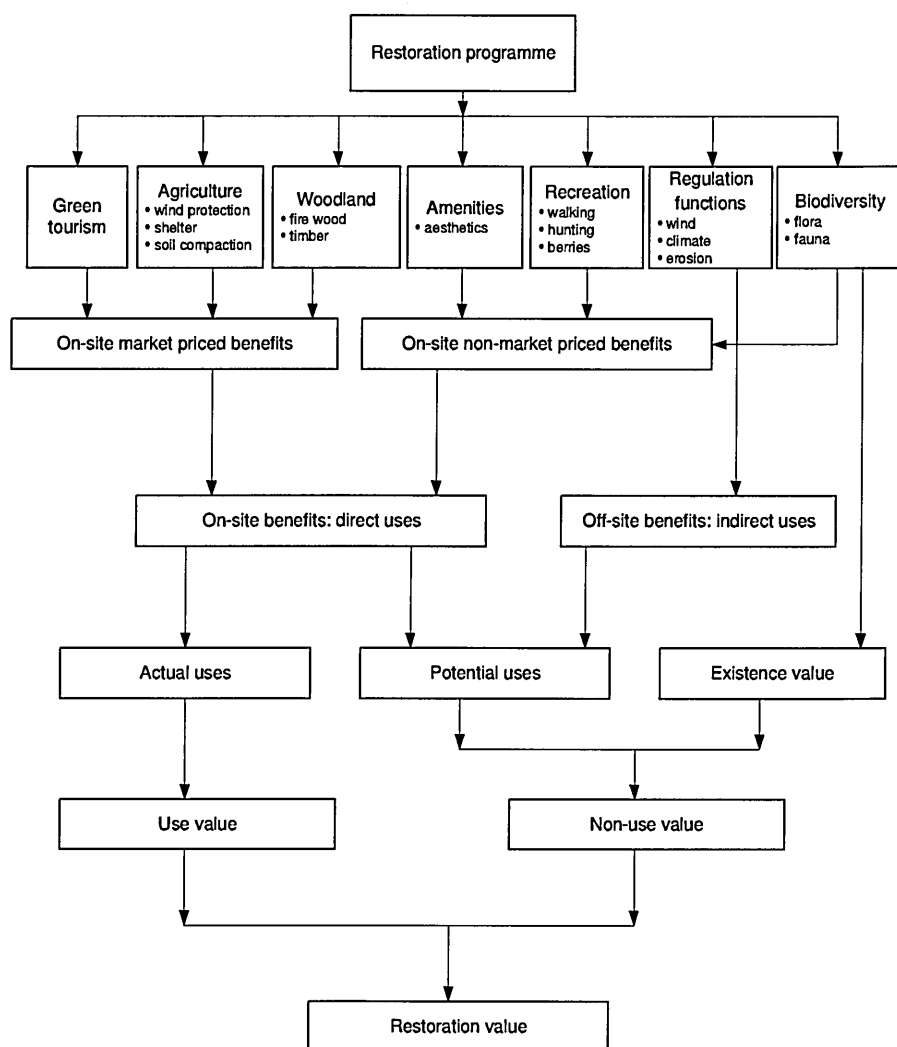 Restoration programme
Green
tourism
Agriculture
• wind protection
• shelter
• soil compaction
Woodland
• fire wood
• timber
Amenities
• aesthetics
Recreation
• walking
• hunting
• berries
Regulation
functions
• wind
• climate
• erosion
Biodiversity
• flora
• fauna
On-site market priced benefits
On-site non-market priced benefits
On-site benefits: direct uses
Off-site benefits: indirect uses
Actual uses
Potential uses
Existence value
Use value
Non-use value
Restoration value